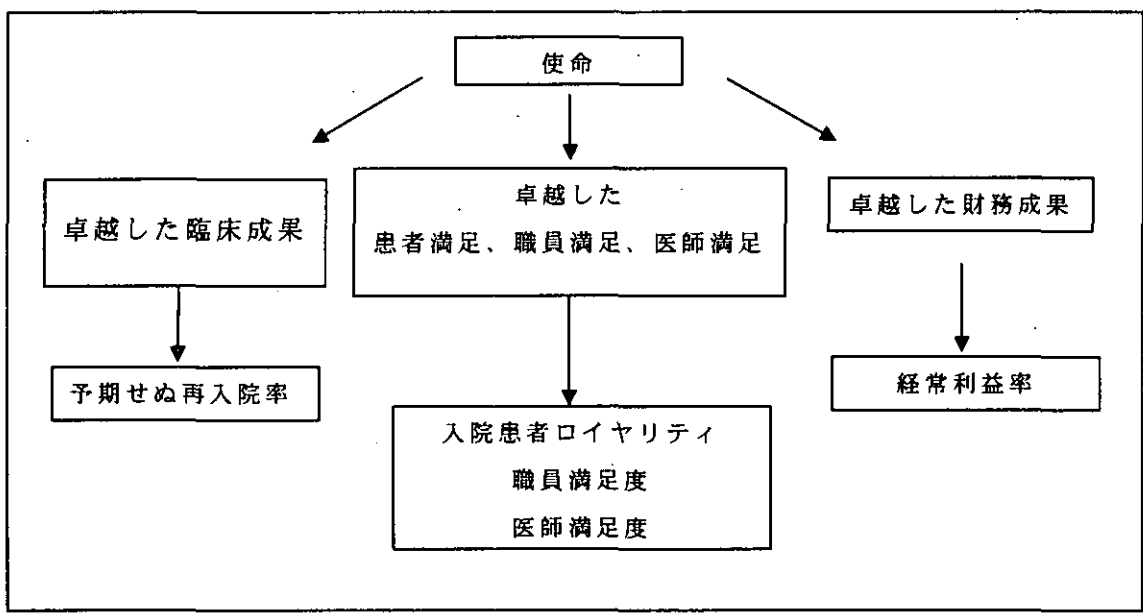 使命
卓越した臨床成果
卓越した
患者満足、職員満足、医師満足
卓越した財務成果
予期せぬ再入院率
入院患者ロイヤリティ
職員満足度
医師満足度
経常利益率